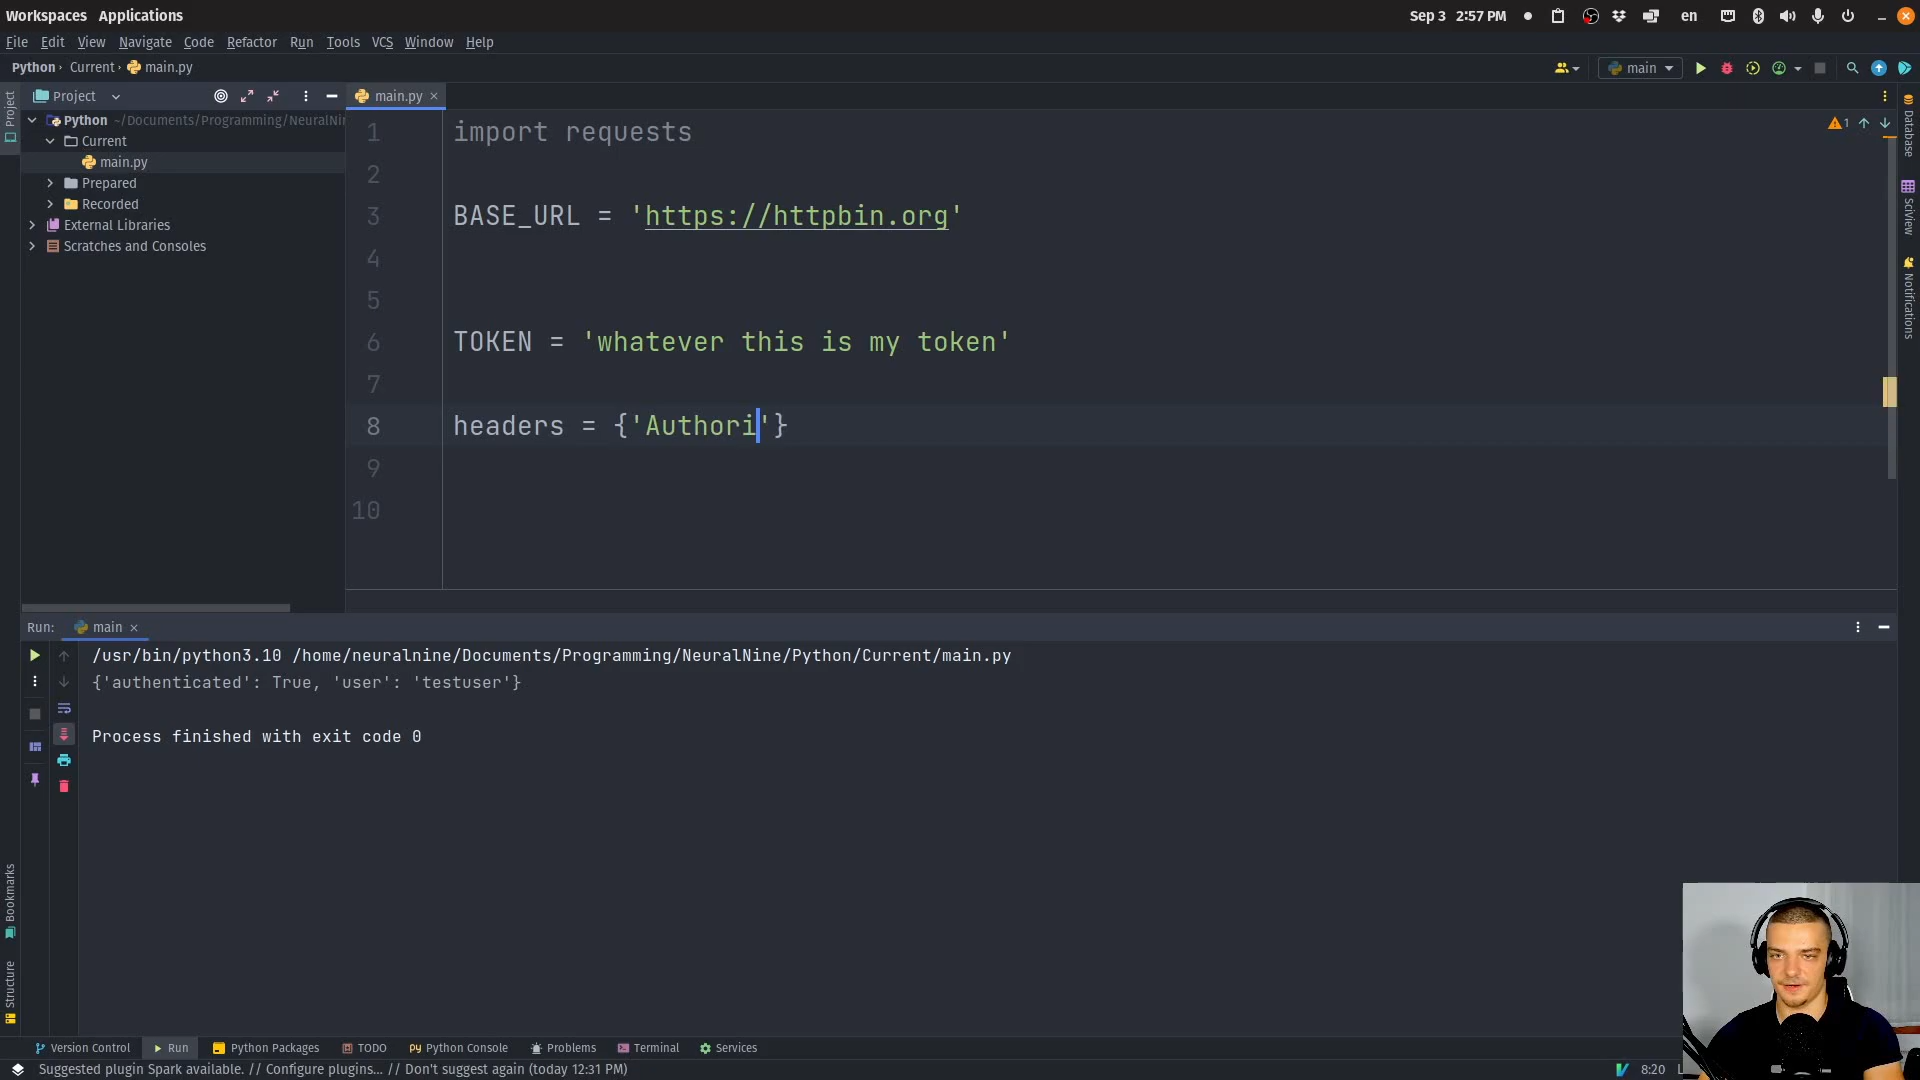 Workspaces Applications
Sep 3 2:57 PM en
File Edit View Navigate Code Refactor Run Tools VCS Window Help
Python Current main.py
main
Project
main.py
Project
Python ~/Documents/Programming/NeuralNi
Current
main.py
Prepared
Recorded
External Libraries
Scratches and Consoles
1 import requests
2
3 BASE_URL = 'https://httpbin.org'
4
5
6 TOKEN = 'whatever this is my token'
7
8 headers = {'Authori'}
9
10
1
Database
SciView
Notifications
Run: main
/usr/bin/python3.10 /home/neuralnine/Documents/Programming/NeuralNine/Python/Current/main.py
{'authenticated': True, 'user': 'testuser'}
Process finished with exit code 0
Bookmarks
Structure
Version Control Run Python Packages TODO Python Console Problems Terminal Services
Suggested plugin Spark available. // Configure plugins... // Don't suggest again (today 12:31 PM)
8:20